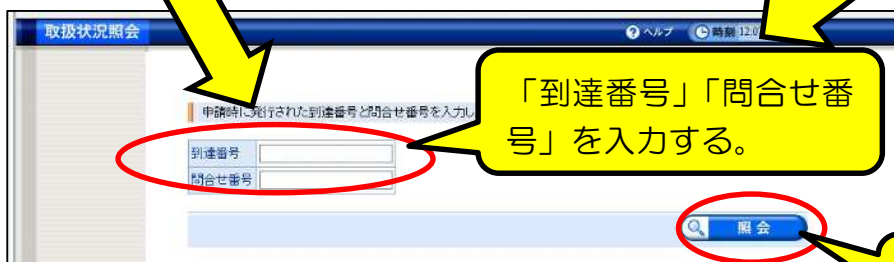 取扱状況照会
ヘルプ
時刻 12:0
申請時に発行された到達番号と問合せ番号を入力し
「到達番号」「問合せ番
号」を入力する。
到達番号
問合せ番号
照会